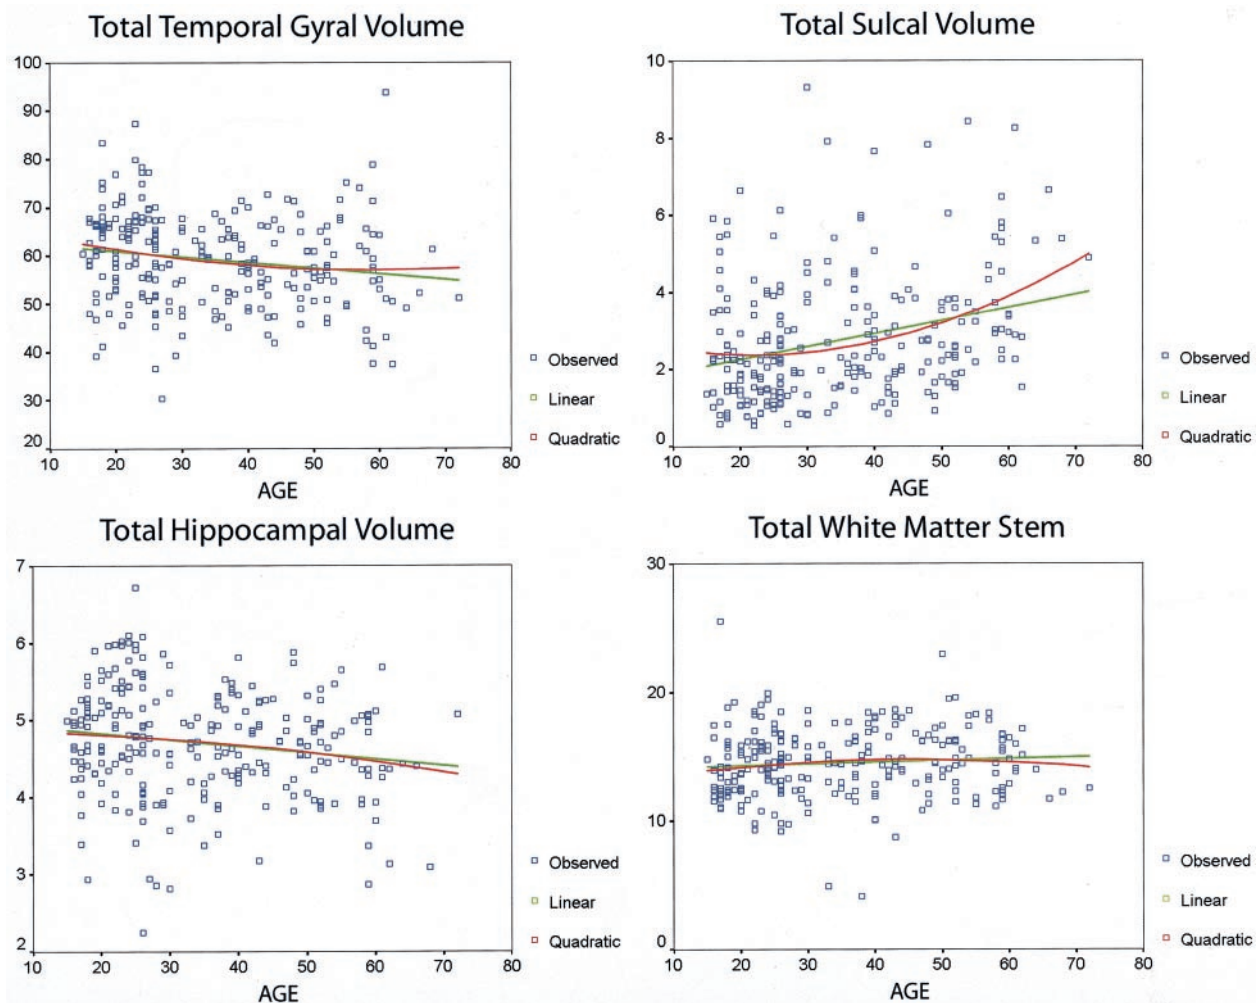 Total Temporal Gyral Volume
100
90
80
70
60
50
40
30
20
10 20 30 40 50 60 70 80
AGE
Observed
Linear
Quadratic
Total Sulcal Volume
10
8
6
4
2
0
10 20 30 40 50 60 70 80
AGE
Observed
Linear
Quadratic
Total Hippocampal Volume
7
6
5
4
3
2
10 20 30 40 50 60 70 80
AGE
Observed
Linear
Quadratic
Total White Matter Stem
30
20
10
0
10 20 30 40 50 60 70 80
AGE
Observed
Linear
Quadratic